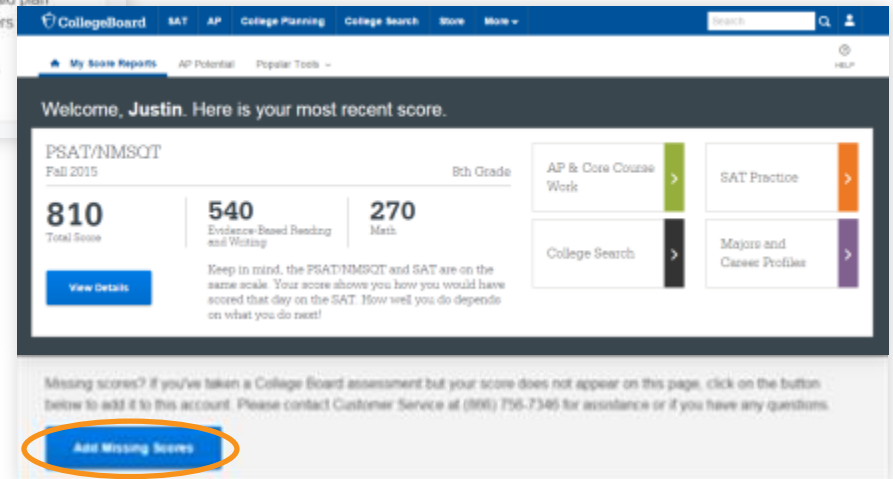 plan
ers
CollegeBoard SAT AP College Planning College Search Store More
Search
My Score Reports AP Potential Popular Tools
HELP
Welcome, Justin. Here is your most recent score.
PSAT/NMSQT
Fall 2015
8th Grade
810
Total Score
540
Evidence-Based Reading
and Writing
270
Math
Keep in mind, the PSAT/NMSQT and SAT are on the
same scale. Your score shows you how you would have
scored that day on the SAT. How well you do depends
on what you do next!
View Details
AP & Core Course
Work
SAT Practice
College Search
Majors and
Career Profiles
Missing scores? If you've taken a College Board assessment but your score does not appear on this page, click on the button
below to add it to this account. Please contact Customer Service at (866) 756-7346 for assistance or if you have any questions.
Add Missing Scores